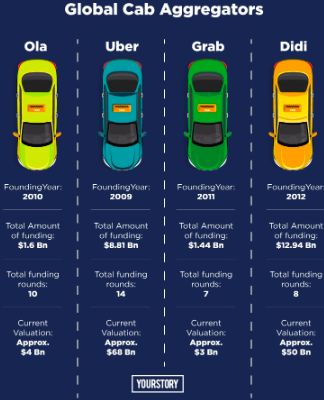 Global Cab Aggregators
Ola
Uber
Grab
Didi
FoundingYear:
2010
FoundingYear:
2009
FoundingYear:
2011
FoundingYear:
2012
Total Amount
of funding:
$1.6 Bn
Total Amount
of funding:
$8.81 Bn
Total Amount
of funding:
$1.44 Bn
Total Amount
of funding:
$12.94 Bn
Total funding
rounds:
10
Total funding
rounds:
14
Total funding
rounds:
7
Total funding
rounds:
8
Current
Valuation:
Approx.
$4 Bn
Current
Valuation:
Approx.
$68 Bn
Current
Valuation:
Approx.
$3 Bn
Current
Valuation:
Approx.
$50 Bn
YOURSTORY